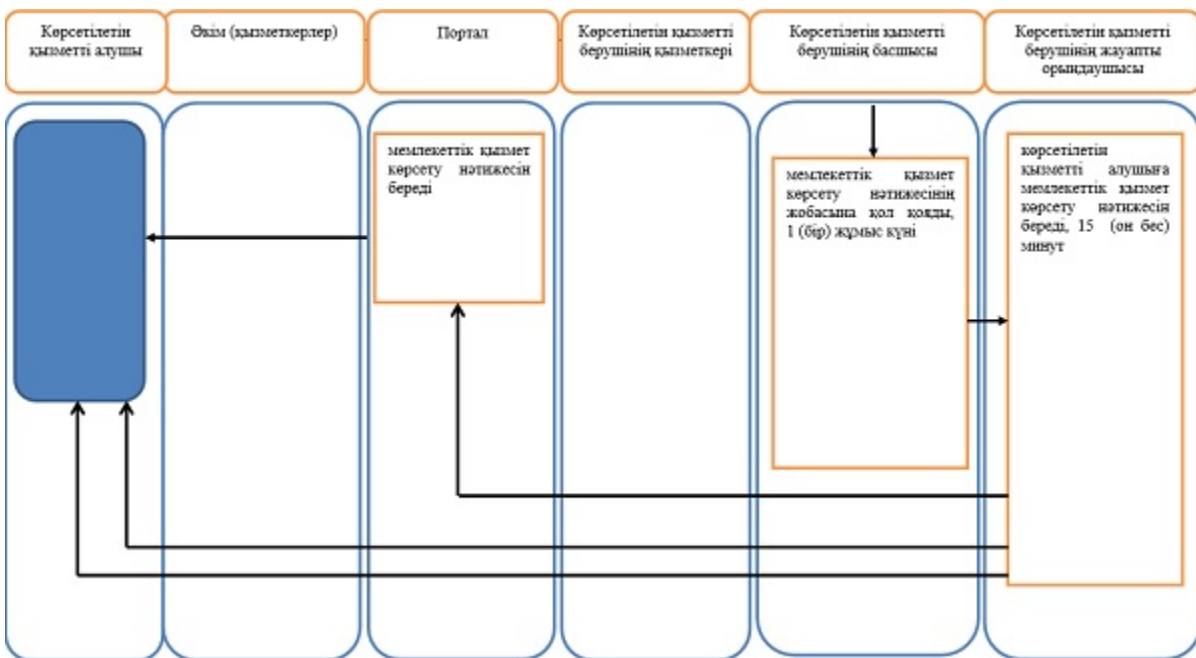 Көрсетілетін
қызметті алушы
Әкім (қызметкерлер)
Портал
Көрсетілетін қызметті
берушінің қызметкері
Көрсетілетін қызметті
берушінің басшысы
Көрсетілетін қызметті
берушінің жауапты
орындаушысы
мемлекеттік қызмет
көрсету нәтижесін
береді
мемлекеттік қызмет
көрсету нәтижесінің
жобасына қол қояды,
1 (бір) жұмыс күні
көрсетілетін
қызметті алушыға
мемлекеттік қызмет
көрсету нәтижесін
береді, 15 (он бес)
минут